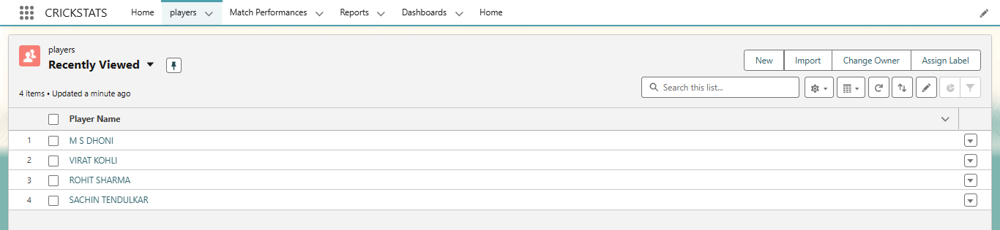 CRICKSTATS Home players Match Performances Reports Dashboards Home
players
Recently Viewed
New Import Change Owner Assign Label
4 items • Updated a minute ago
Search this list...
Player Name
1 M S DHONI
2 VIRAT KOHLI
3 ROHIT SHARMA
4 SACHIN TENDULKAR